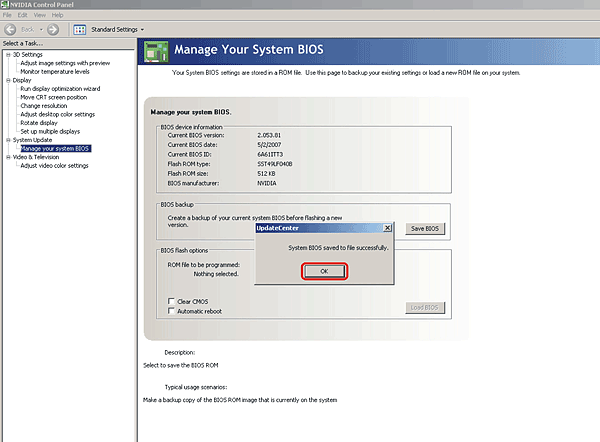 NVIDIA Control Panel
File Edit View Help
Back Standard Settings
Select a Task...
3D Settings
Adjust image settings with preview
Monitor temperature levels
Display
Run display optimization wizard
Move CRT screen position
Change resolution
Adjust desktop color settings
Rotate display
Set up multiple displays
System Update
Manage your system BIOS
Video & Television
Adjust video color settings
Manage Your System BIOS
Your System BIOS settings are stored in a ROM file. Use this page to backup your existing settings or load a new ROM file on your system.
Manage your system BIOS.
BIOS device information
Current BIOS version: 2.053.81
Current BIOS date: 5/2/2007
Current BIOS ID: 6A61ITT3
Flash ROM type: SST49LF040B
Flash ROM size: 512 KB
BIOS manufacturer: NVIDIA
BIOS backup
Create a backup of your current system BIOS before flashing a new
version.
Save BIOS
UpdateCenter
System BIOS saved to file successfully.
OK
BIOS flash options
ROM file to be programmed:
Nothing selected.
Clear CMOS
Automatic reboot
Load BIOS
Description:
Select to save the BIOS ROM
Typical usage scenarios:
Make a backup copy of the BIOS ROM image that is currently on the system